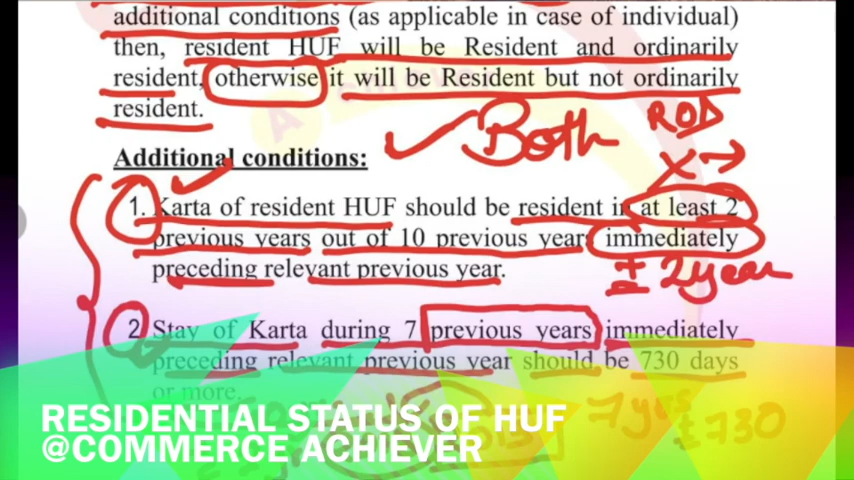 additional conditions (as applicable in case of individual)
then, resident HUF will be Resident and ordinarily
resident, otherwise it will be Resident but not ordinarily
resident.
Both
ROD
X →
Additional conditions:
1. Karta of resident HUF should be resident in at least 2
previous years out of 10 previous years immediately
preceding relevant previous year.
± 2 year
2. Stay of Karta during 7 previous years immediately
preceding relevant previous year should be 730 days
or more.
± 730
RESIDENTIAL STATUS OF HUF
@COMMERCE ACHIEVER